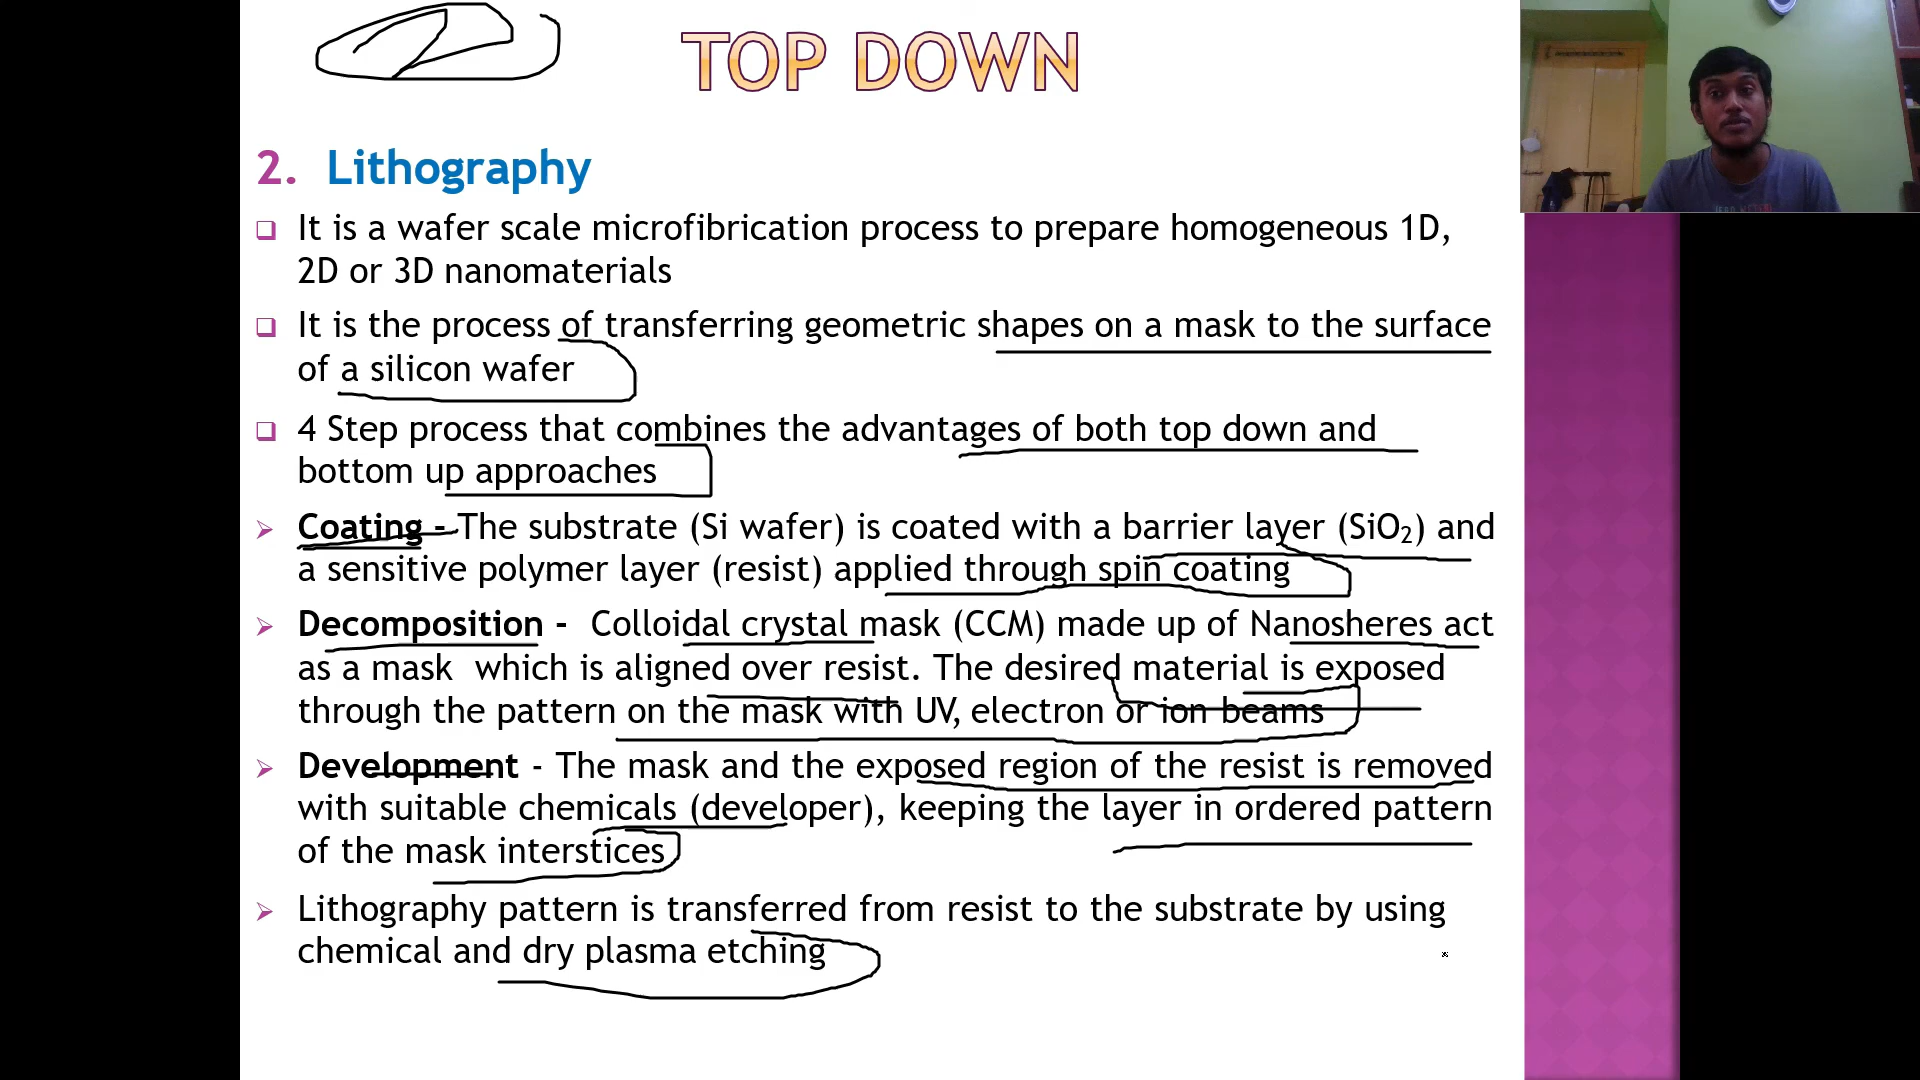 TOP DOWN
2. Lithography
It is a wafer scale microfibrication process to prepare homogeneous 1D,
2D or 3D nanomaterials
It is the process of transferring geometric shapes on a mask to the surface
of a silicon wafer
4 Step process that combines the advantages of both top down and
bottom up approaches
Coating - The substrate (Si wafer) is coated with a barrier layer (SiO₂) and
a sensitive polymer layer (resist) applied through spin coating
Decomposition - Colloidal crystal mask (CCM) made up of Nanosheres act
as a mask which is aligned over resist. The desired material is exposed
through the pattern on the mask with UV, electron or ion beams
Development - The mask and the exposed region of the resist is removed
with suitable chemicals (developer), keeping the layer in ordered pattern
of the mask interstices
Lithography pattern is transferred from resist to the substrate by using
chemical and dry plasma etching